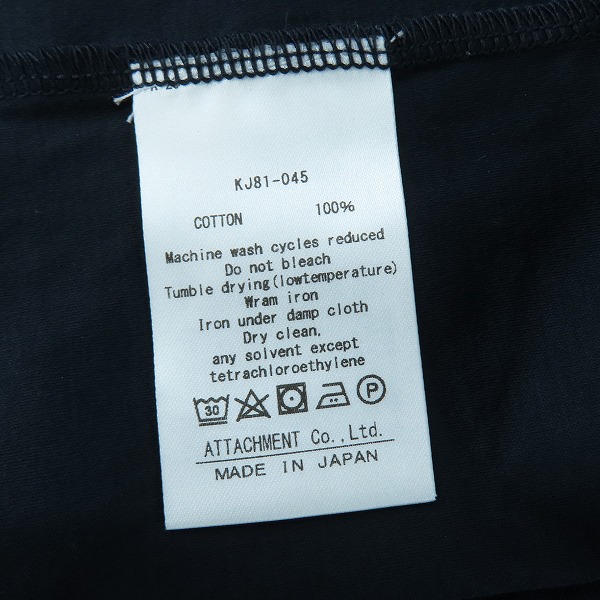 KJ81-045
COTTON 100%
Machine wash cycles reduced
Do not bleach
Tumble drying(lowtemperature)
Wram iron
Iron under damp cloth
Dry clean,
any solvent except
tetrachloroethylene
30 P
ATTACHMENT Co.,Ltd.
MADE IN JAPAN